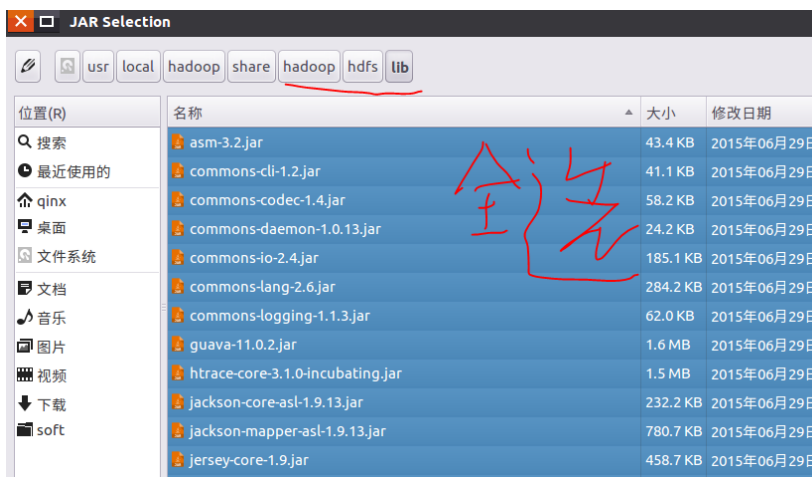 JAR Selection
usr local hadoop share hadoop hdfs lib
位置(R) 名称 大小 修改日期
搜索 asm-3.2.jar 43.4 KB 2015年06月29日
最近使用的 commons-cli-1.2.jar 41.1 KB 2015年06月29日
qinx commons-codec-1.4.jar 58.2 KB 2015年06月29日
桌面 commons-daemon-1.0.13.jar 24.2 KB 2015年06月29日
文件系统 commons-io-2.4.jar 185.1 KB 2015年06月29日
commons-lang-2.6.jar 284.2 KB 2015年06月29日
文档 commons-logging-1.1.3.jar 62.0 KB 2015年06月29日
音乐 guava-11.0.2.jar 1.6 MB 2015年06月29日
图片 htrace-core-3.1.0-incubating.jar 1.5 MB 2015年06月29日
视频 jackson-core-asl-1.9.13.jar 232.2 KB 2015年06月29日
下载 jackson-mapper-asl-1.9.13.jar 780.7 KB 2015年06月29日
soft jersey-core-1.9.jar 458.7 KB 2015年06月29日
全选